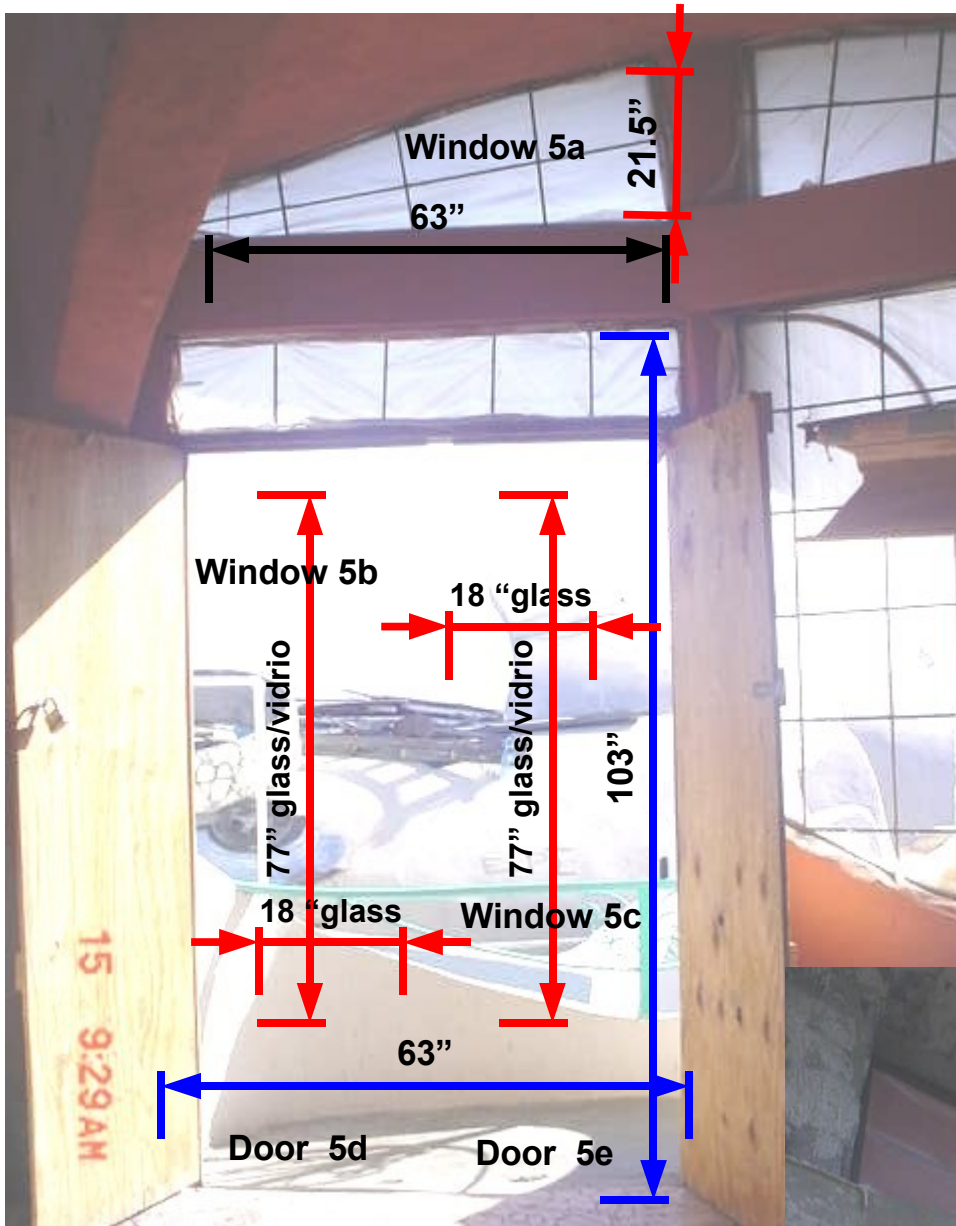 Window 5a
21.5”
63”
Window 5b
18 “glass
77” glass/vidrio
77” glass/vidrio
103”
18 “glass
Window 5c
63”
Door 5d
Door 5e
15 9:29AM